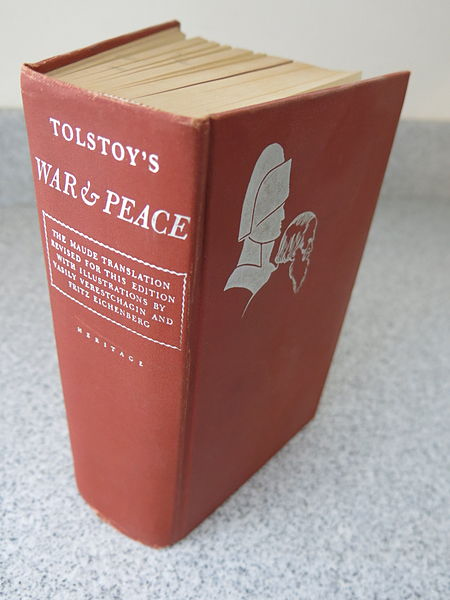 TOLSTOY'S
WAR & PEACE
THE MAUDE TRANSLATION
REVISED FOR THIS EDITION
WITH ILLUSTRATIONS BY
VASILY VERESTCHAGIN AND
FRITZ EICHENBERG
HERITAGE